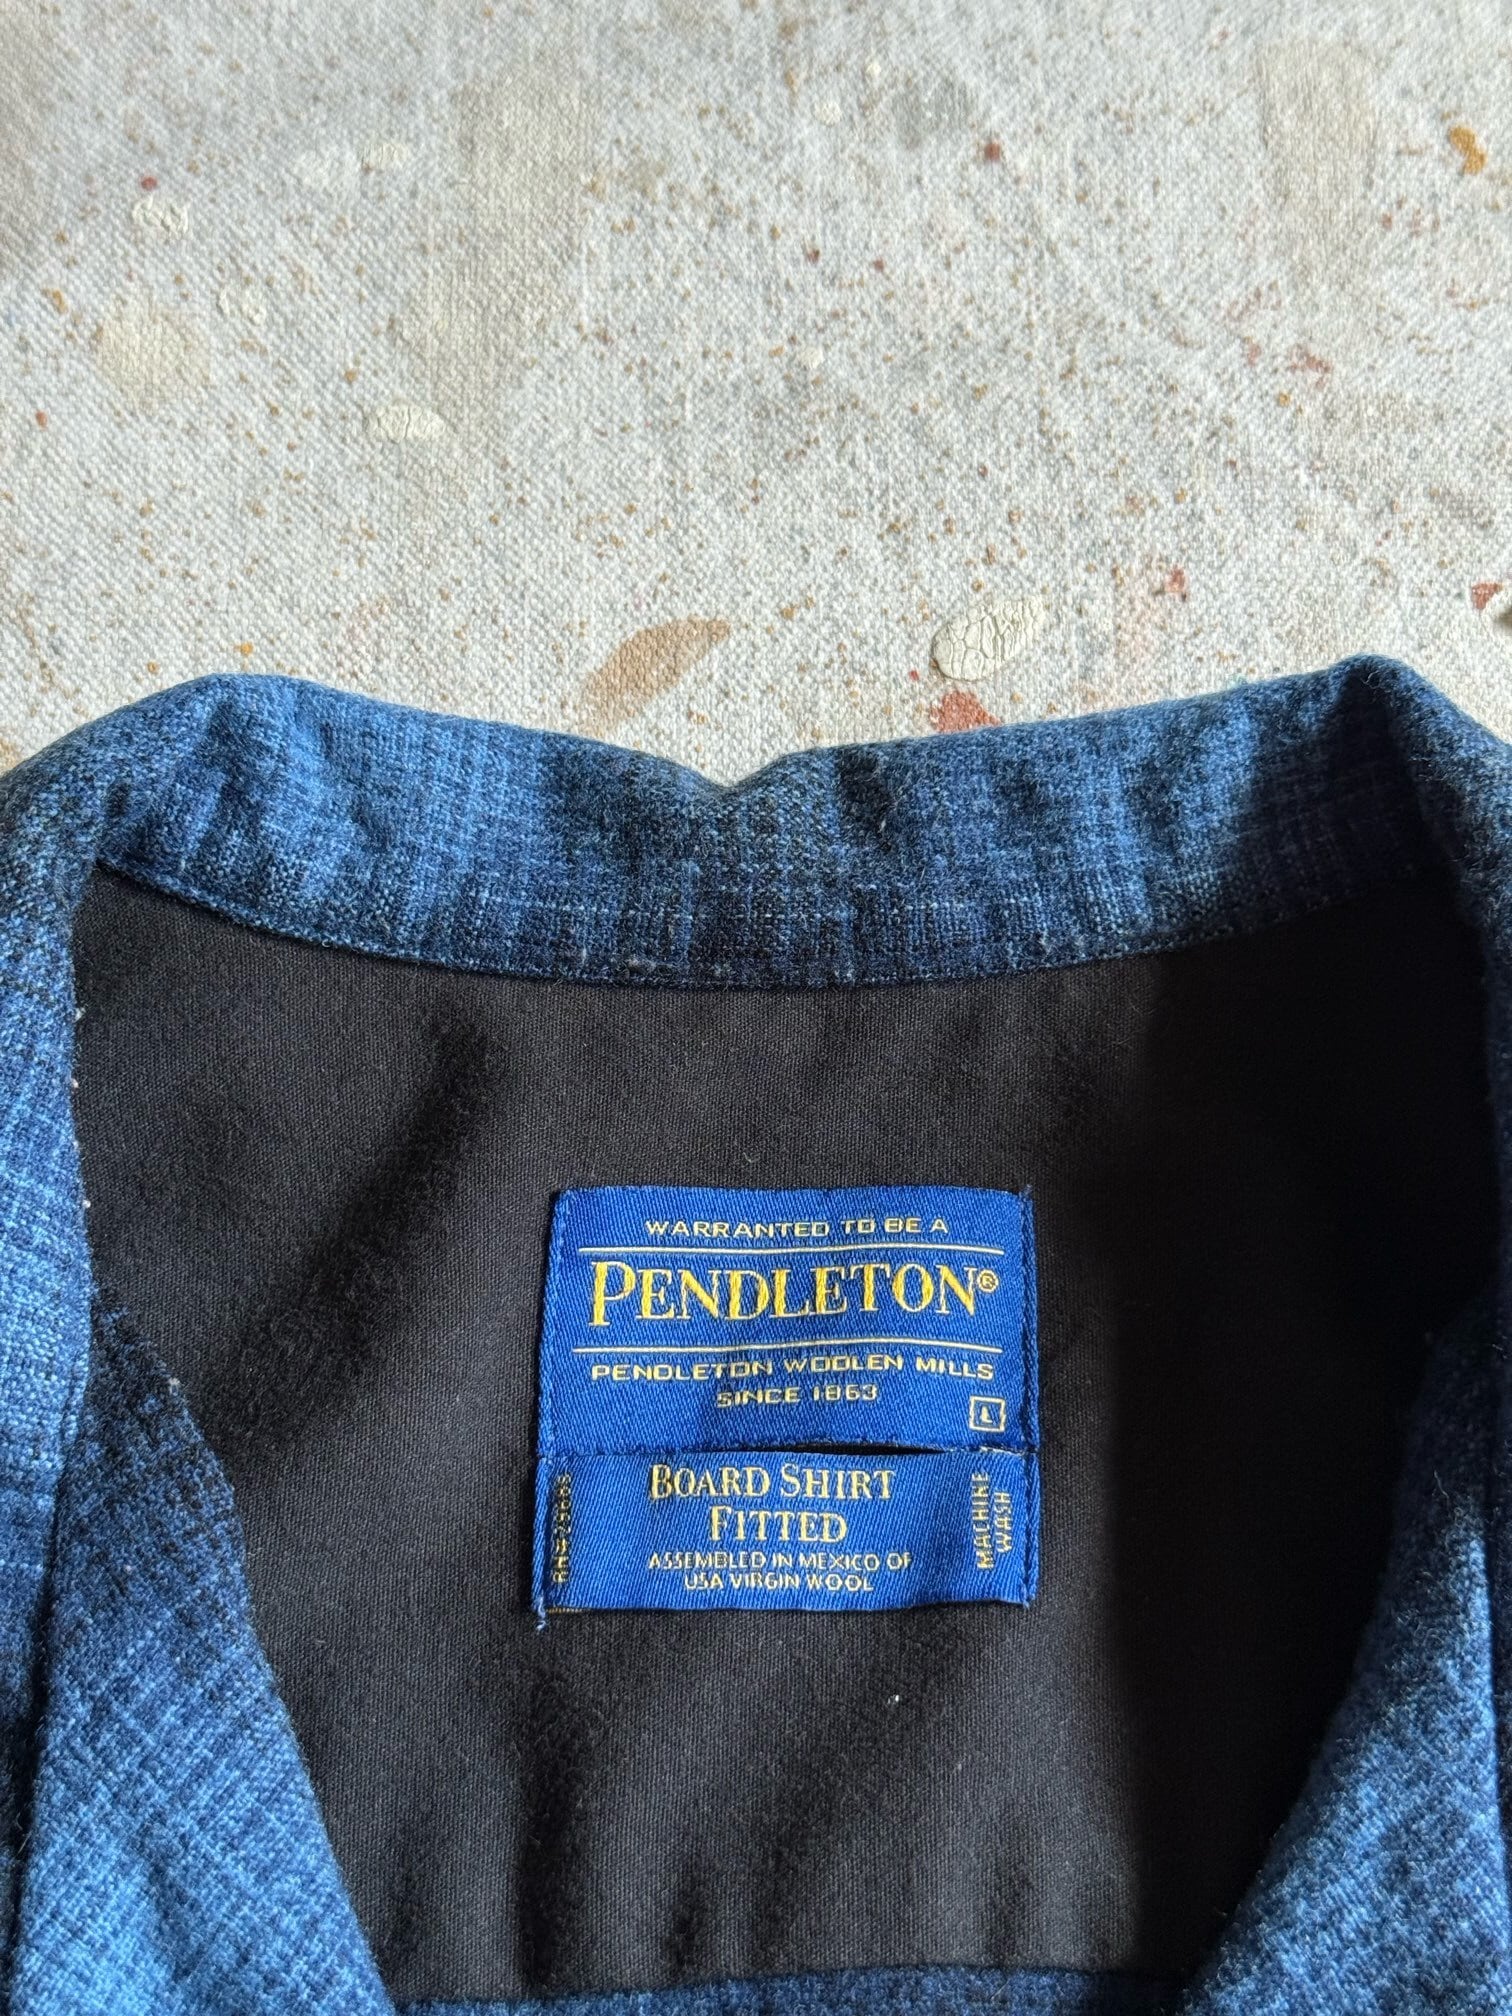 WARRANTED TO BE A
PENDLETON®
PENDLETON WOOLEN MILLS
SINCE 1863
L
BOARD SHIRT
FITTED
ASSEMBLED IN MEXICO OF
USA VIRGIN WOOL
MACHINE
WASH